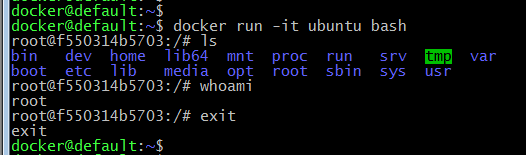 docker@default:~$
docker@default:~$ docker run -it ubuntu bash
root@f550314b5703:/# ls
bin dev home lib64 mnt proc run srv tmp var
boot etc lib media opt root sbin sys usr
root@f550314b5703:/# whoami
root
root@f550314b5703:/# exit
exit
docker@default:~$